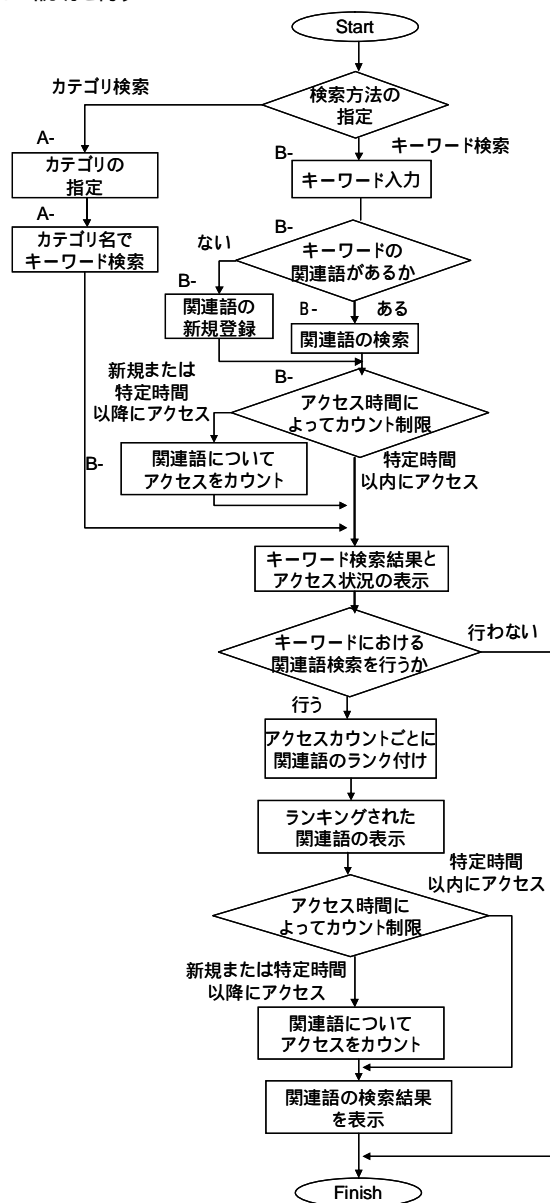 Start
カテゴリ検索
検索方法の
指定
A-
B-
キーワード検索
カテゴリの
指定
キーワード入力
A-
カテゴリ名で
キーワード検索
B-
ない
キーワードの
関連語があるか
B-
B-
ある
関連語の
新規登録
関連語の検索
B-
新規または
特定時間
以降にアクセス
アクセス時間に
よってカウント制限
B-
関連語について
アクセスをカウント
特定時間
以内にアクセス
キーワード検索結果と
アクセス状況の表示
キーワードにおける
関連語検索を行うか
行わない
行う
アクセスカウントごとに
関連語のランク付け
ランキングされた
関連語の表示
特定時間
以内にアクセス
アクセス時間に
よってカウント制限
新規または特定時間
以降にアクセス
関連語について
アクセスをカウント
関連語の検索結果
を表示
Finish